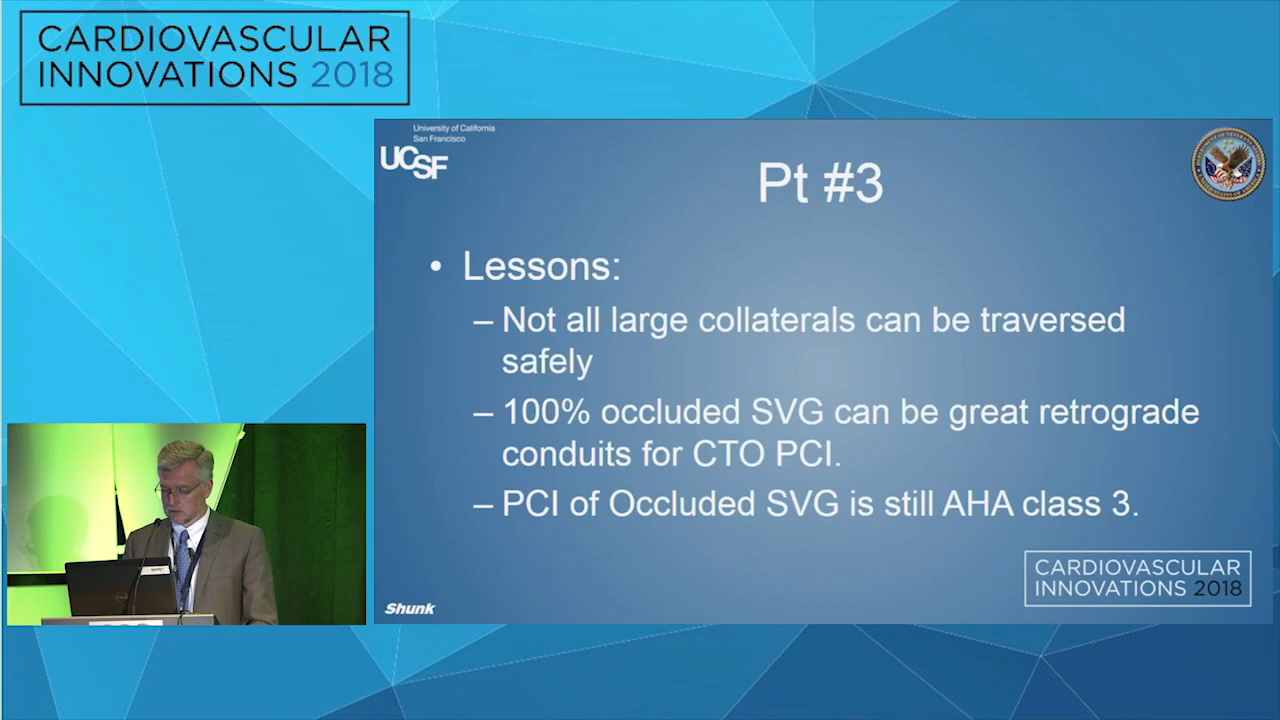 CARDIOVASCULAR
INNOVATIONS 2018
University of California
San Francisco
UCSF
Pt #3
• Lessons:
– Not all large collaterals can be traversed
safely
– 100% occluded SVG can be great retrograde
conduits for CTO PCI.
– PCI of Occluded SVG is still AHA class 3.
CARDIOVASCULAR
INNOVATIONS 2018
Shunk